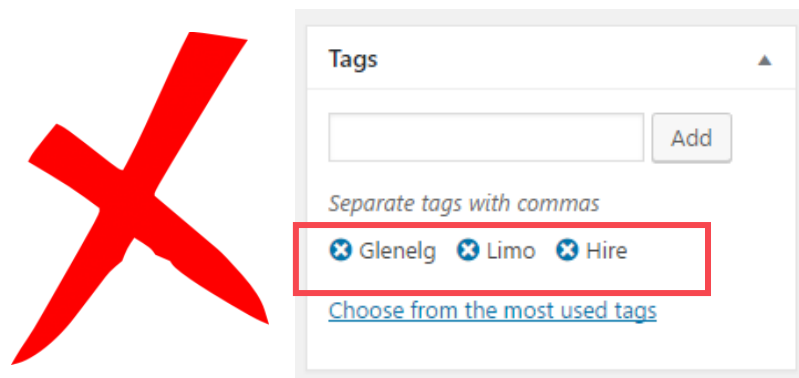 Tags
Add
Separate tags with commas
Glenelg Limo Hire
Choose from the most used tags